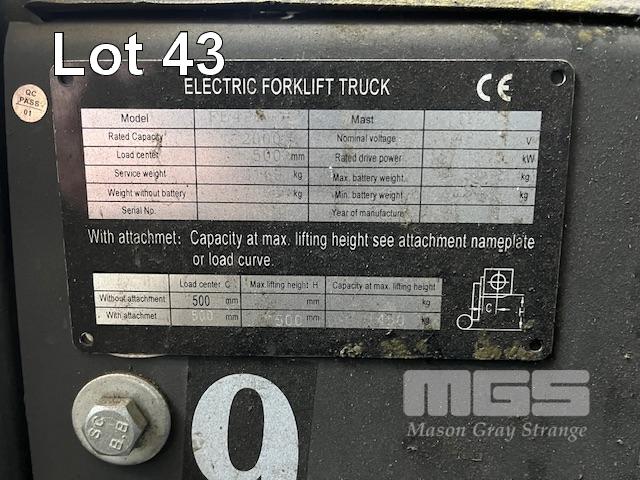 Lot 43
QC
PASS
01
ELECTRIC FORKLIFT TRUCK CE
Model Mast
Rated Capacity 2000 Nominal voltage V
Load center 500 mm Rated drive power kW
Service weight kg Max. battery weight kg
Weight without battery kg Min. battery weight kg
Serial No. Year of manufacture
With attachmet: Capacity at max. lifting height see attachment nameplate
or load curve.
Load center C Max.lifting height H Capacity at max. lifting height
Without attachment 500 mm mm kg
With attachmet mm 500 mm kg
C H
SC
B.B
9
MGS
Mason Gray Strange